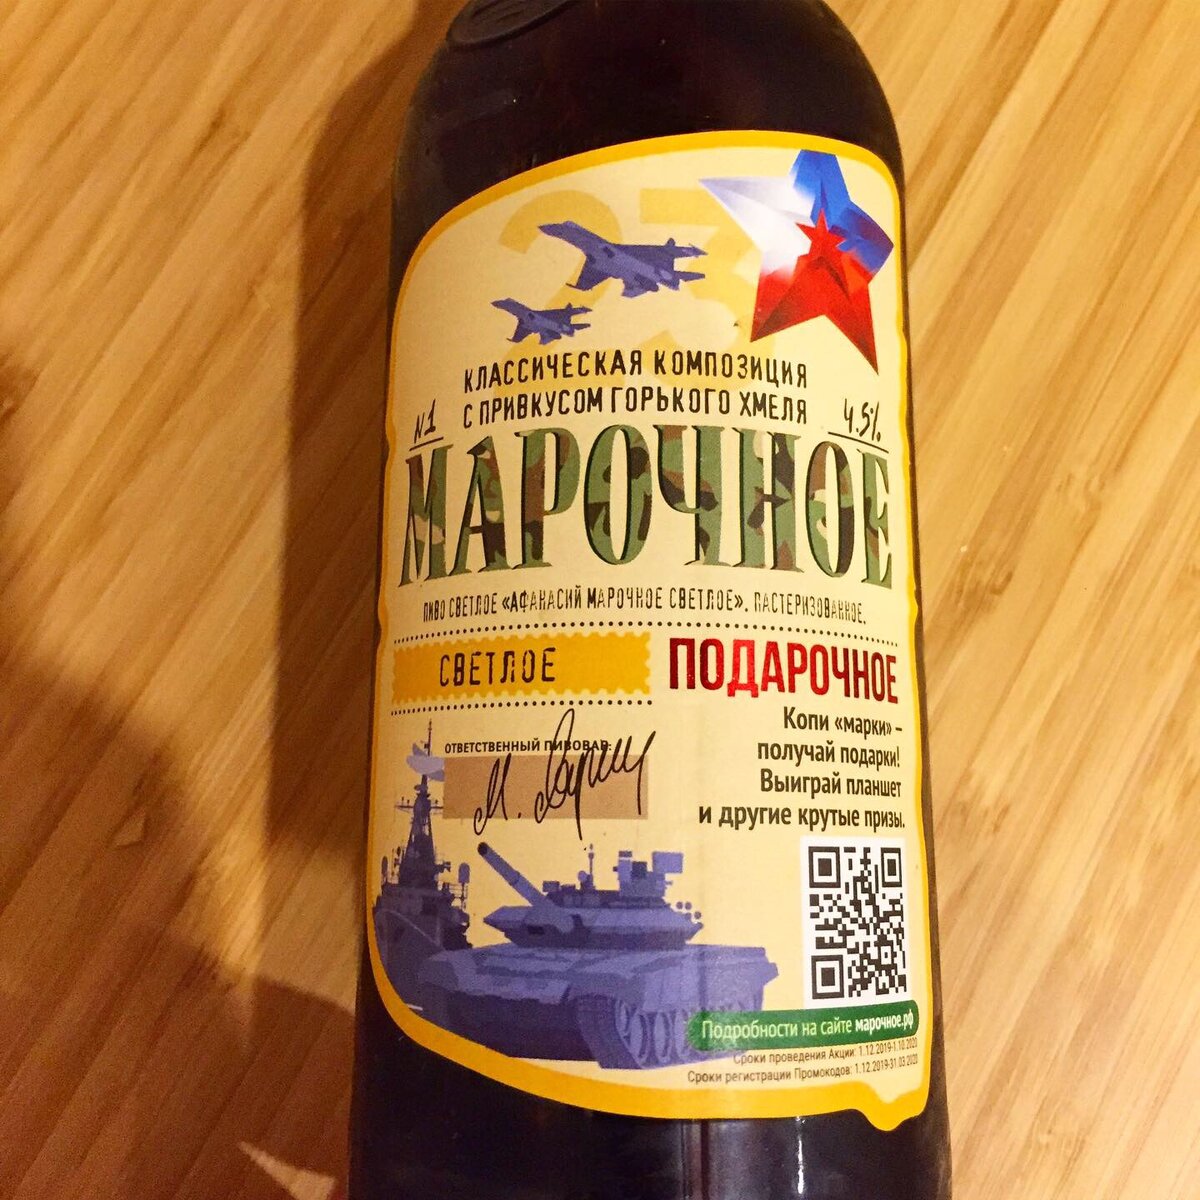 23
КЛАССИЧЕСКАЯ КОМПОЗИЦИЯ
С ПРИВКУСОМ ГОРЬКОГО ХМЕЛЯ
N1
4.5%
МАРОЧНОЕ
ПИВО СВЕТЛОЕ «АФАНАСИЙ МАРОЧНОЕ СВЕТЛОЕ». ПАСТЕРИЗОВАННОЕ.
СВЕТЛОЕ
ОТВЕТСТВЕННЫЙ ПИВОВАР:
ПОДАРОЧНОЕ
Копи «марки» –
получай подарки!
Выиграй планшет
и другие крутые призы.
Подробности на сайте марочное.рф
Сроки проведения Акции: 1.12.2019-1.10.2020
Сроки регистрации Промокодов: 1.12.2019-31.03.2020